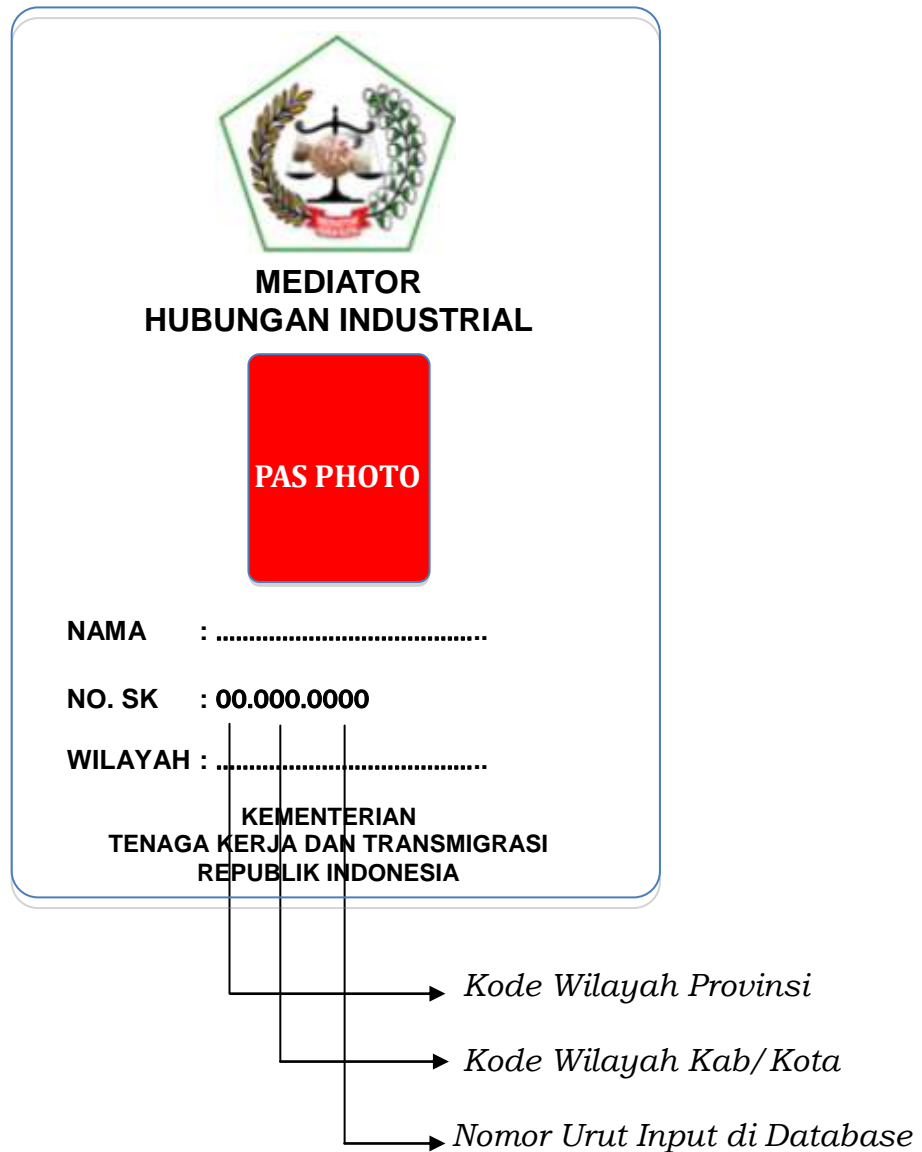 MEDIATOR
HUBUNGAN INDUSTRIAL
PAS PHOTO
NAMA : ..........................................
NO. SK : 00.000.0000
WILAYAH : ..........................................
KEMENTERIAN
TENAGA KERJA DAN TRANSMIGRASI
REPUBLIK INDONESIA
Kode Wilayah Provinsi
Kode Wilayah Kab/Kota
Nomor Urut Input di Database